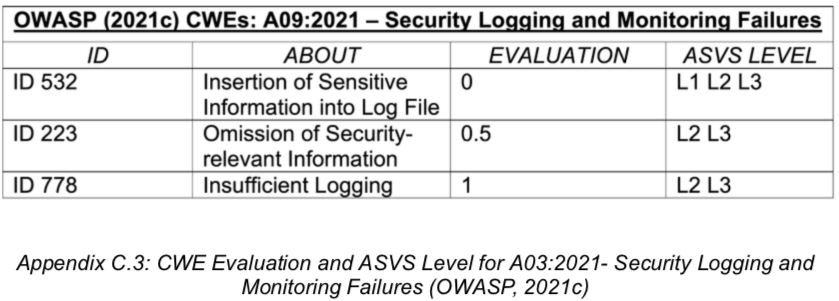 OWASP (2021c) CWEs: A09:2021 – Security Logging and Monitoring Failures
ID ABOUT EVALUATION ASVS LEVEL
ID 532 Insertion of Sensitive 0 L1 L2 L3
Information into Log File
ID 223 Omission of Security- 0.5 L2 L3
relevant Information
ID 778 Insufficient Logging 1 L2 L3
Appendix C.3: CWE Evaluation and ASVS Level for A03:2021- Security Logging and
Monitoring Failures (OWASP, 2021c)